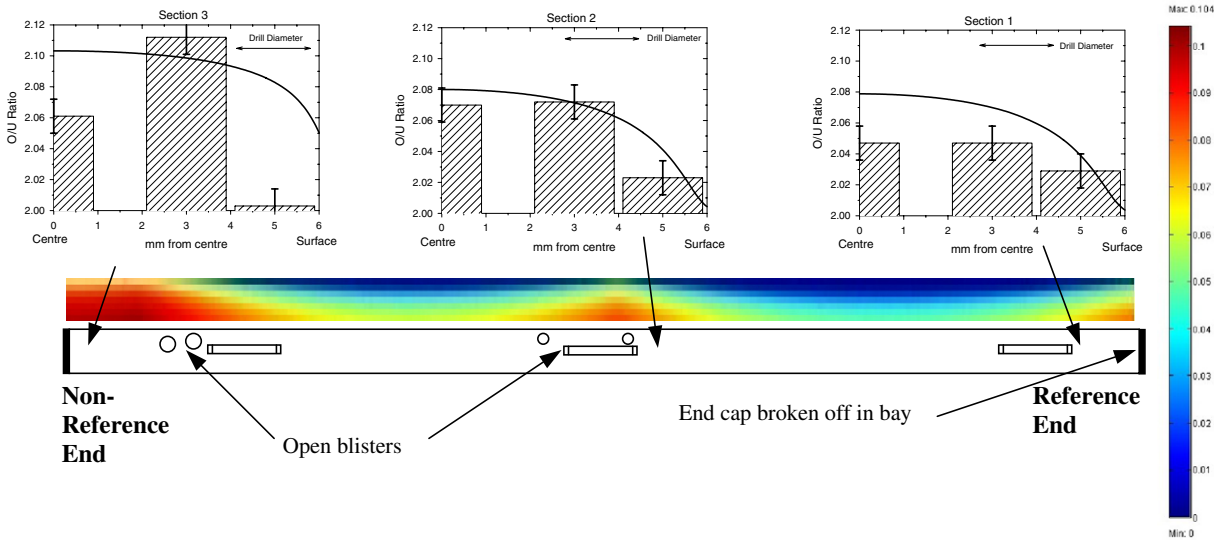 Section 3
2.12
2.10
2.08
2.06
2.04
2.02
2.00
O/U Ratio
Drill Diameter
0 1 2 3 4 5 6
Centre
mm from centre
Surface
Section 2
2.12
2.10
2.08
2.06
2.04
2.02
2.00
O/U Ratio
Drill Diameter
0 1 2 3 4 5 6
Centre
mm from centre
Surface
Section 1
2.12
2.10
2.08
2.06
2.04
2.02
2.00
O/U Ratio
Drill Diameter
0 1 2 3 4 5 6
Centre
mm from centre
Surface
Max: 0.104
0.1
0.09
0.08
0.07
0.06
0.05
0.04
0.03
0.02
0.01
0
Min: 0
Non-
Reference
End
Open blisters
End cap broken off in bay
Reference
End